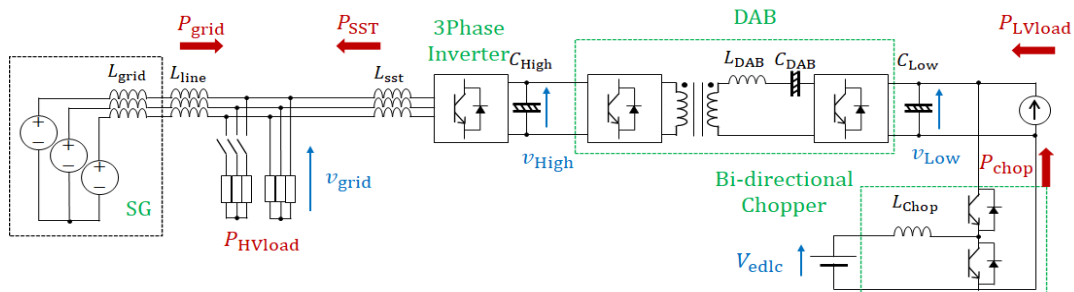 P_grid
P_SST
3Phase
Inverter
DAB
P_LVload
L_grid
L_line
L_sst
C_High
L_DAB
C_DAB
C_Low
+
−
+
−
+
−
SG
v_grid
P_HVload
v_High
v_Low
P_chop
Bi-directional
Chopper
L_Chop
V_edlc